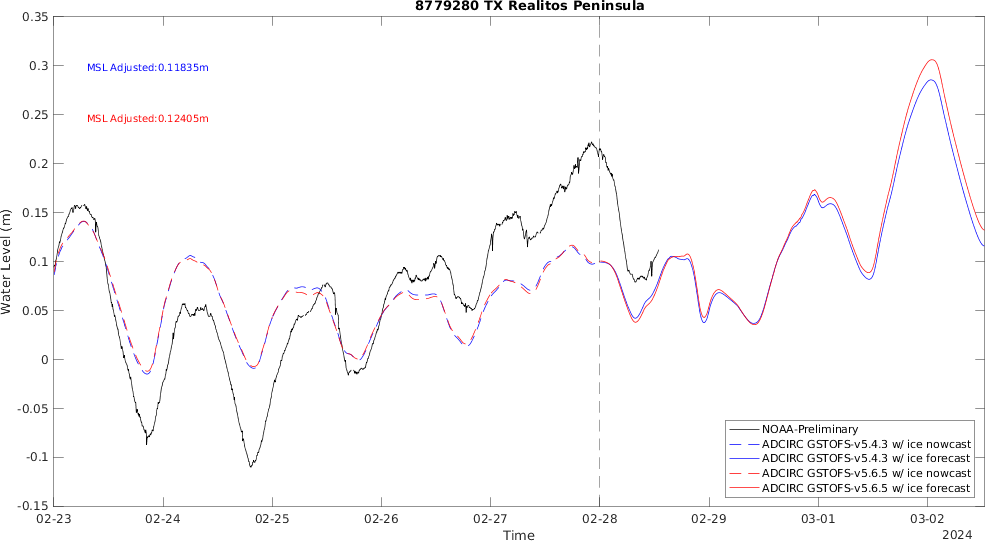 8779280 TX Realitos Peninsula
0.35
0.3
0.25
0.2
0.15
0.1
0.05
0
-0.05
-0.1
-0.15
Water Level (m)
MSL Adjusted:0.11835m
MSL Adjusted:0.12405m
NOAA-Preliminary
ADCIRC GSTOFS-v5.4.3 w/ ice nowcast
ADCIRC GSTOFS-v5.4.3 w/ ice forecast
ADCIRC GSTOFS-v5.6.5 w/ ice nowcast
ADCIRC GSTOFS-v5.6.5 w/ ice forecast
02-23 02-24 02-25 02-26 02-27 02-28 02-29 03-01 03-02
Time
2024